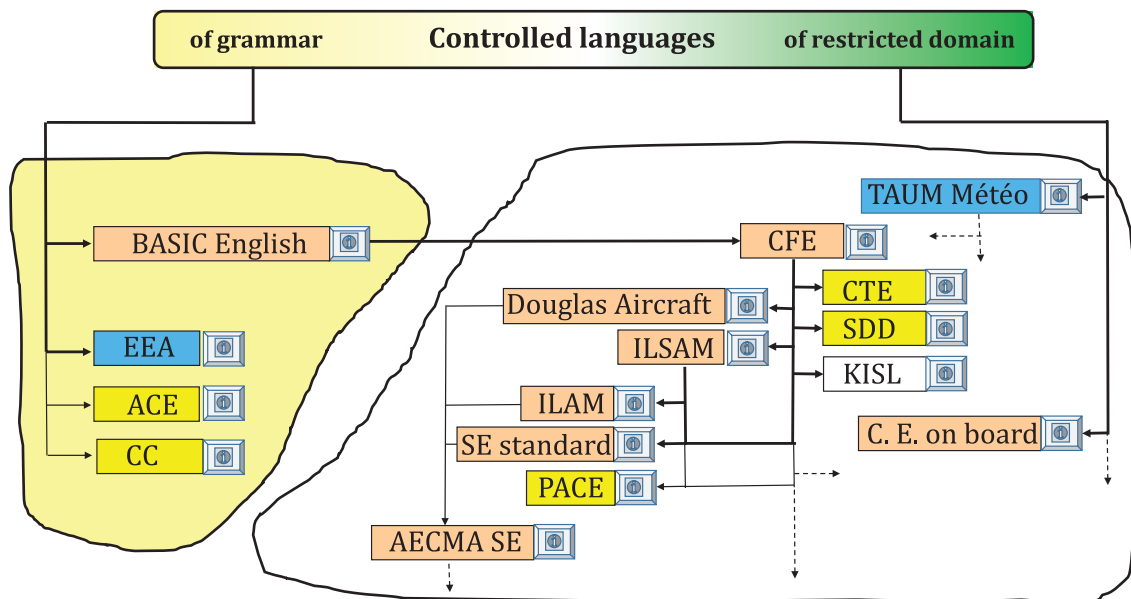 of grammar Controlled languages of restricted domain
TAUM Météo
BASIC English
CFE
CTE
Douglas Aircraft
SDD
ILSAM
EEA
KISL
ACE
ILAM
C. E. on board
SE standard
CC
PACE
AECMA SE